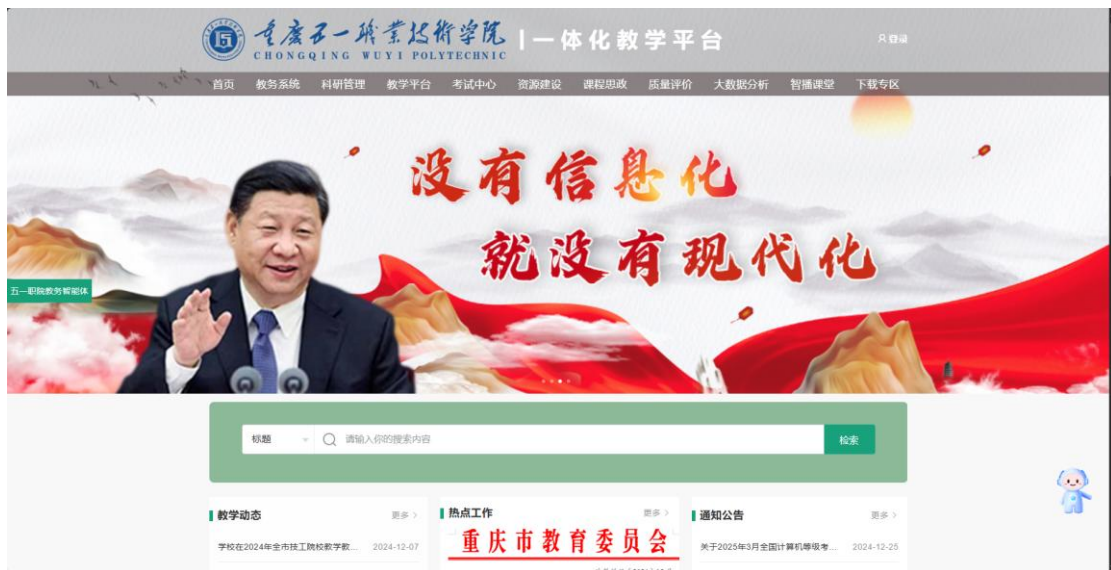 重庆五一职业技术学院
CHONGQING WUYI POLYTECHNIC
一体化教学平台
登录
首页 教务系统 科研管理 教学平台 考试中心 资源建设 课程思政 质量评价 大数据分析 智播课堂 下载专区
没有信息化
就没有现代化
五一职院教务智能体
标题 请输入你的搜索内容 检索
教学动态 更多 >
学校在2024年全市技工院校教学教... 2024-12-07
热点工作 更多 >
重庆市教育委员会
通知公告 更多 >
关于2025年3月全国计算机等级考... 2024-12-25